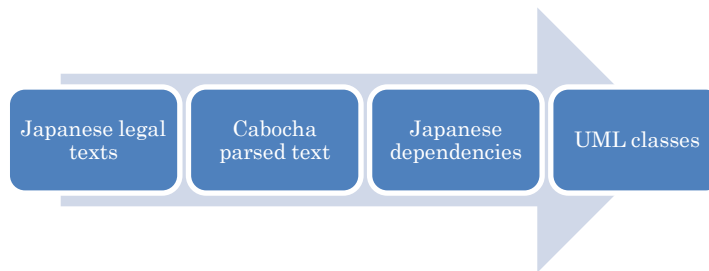 Japanese legal
texts
Cabocha
parsed text
Japanese
dependencies
UML classes